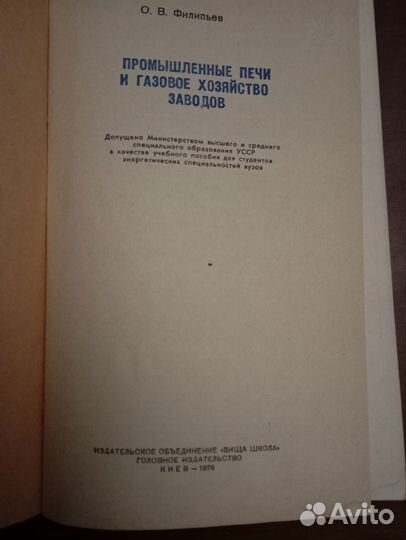 О. В. Филипьев
ПРОМЫШЛЕННЫЕ ПЕЧИ
И ГАЗОВОЕ ХОЗЯЙСТВО
ЗАВОДОВ
Допущено Министерством высшего и среднего
специального образования УССР
в качестве учебного пособия для студентов
энергетических специальностей вузов
ИЗДАТЕЛЬСКОЕ ОБЪЕДИНЕНИЕ «ВИЩА ШКОЛА»
ГОЛОВНОЕ ИЗДАТЕЛЬСТВО
КИЕВ—1976
Avito